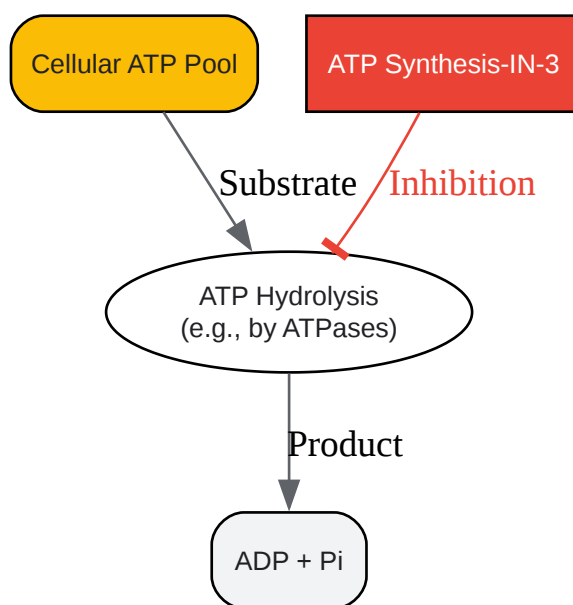 Cellular ATP Pool
ATP Synthesis-IN-3
Substrate
Inhibition
ATP Hydrolysis
(e.g., by ATPases)
Product
ADP + Pi